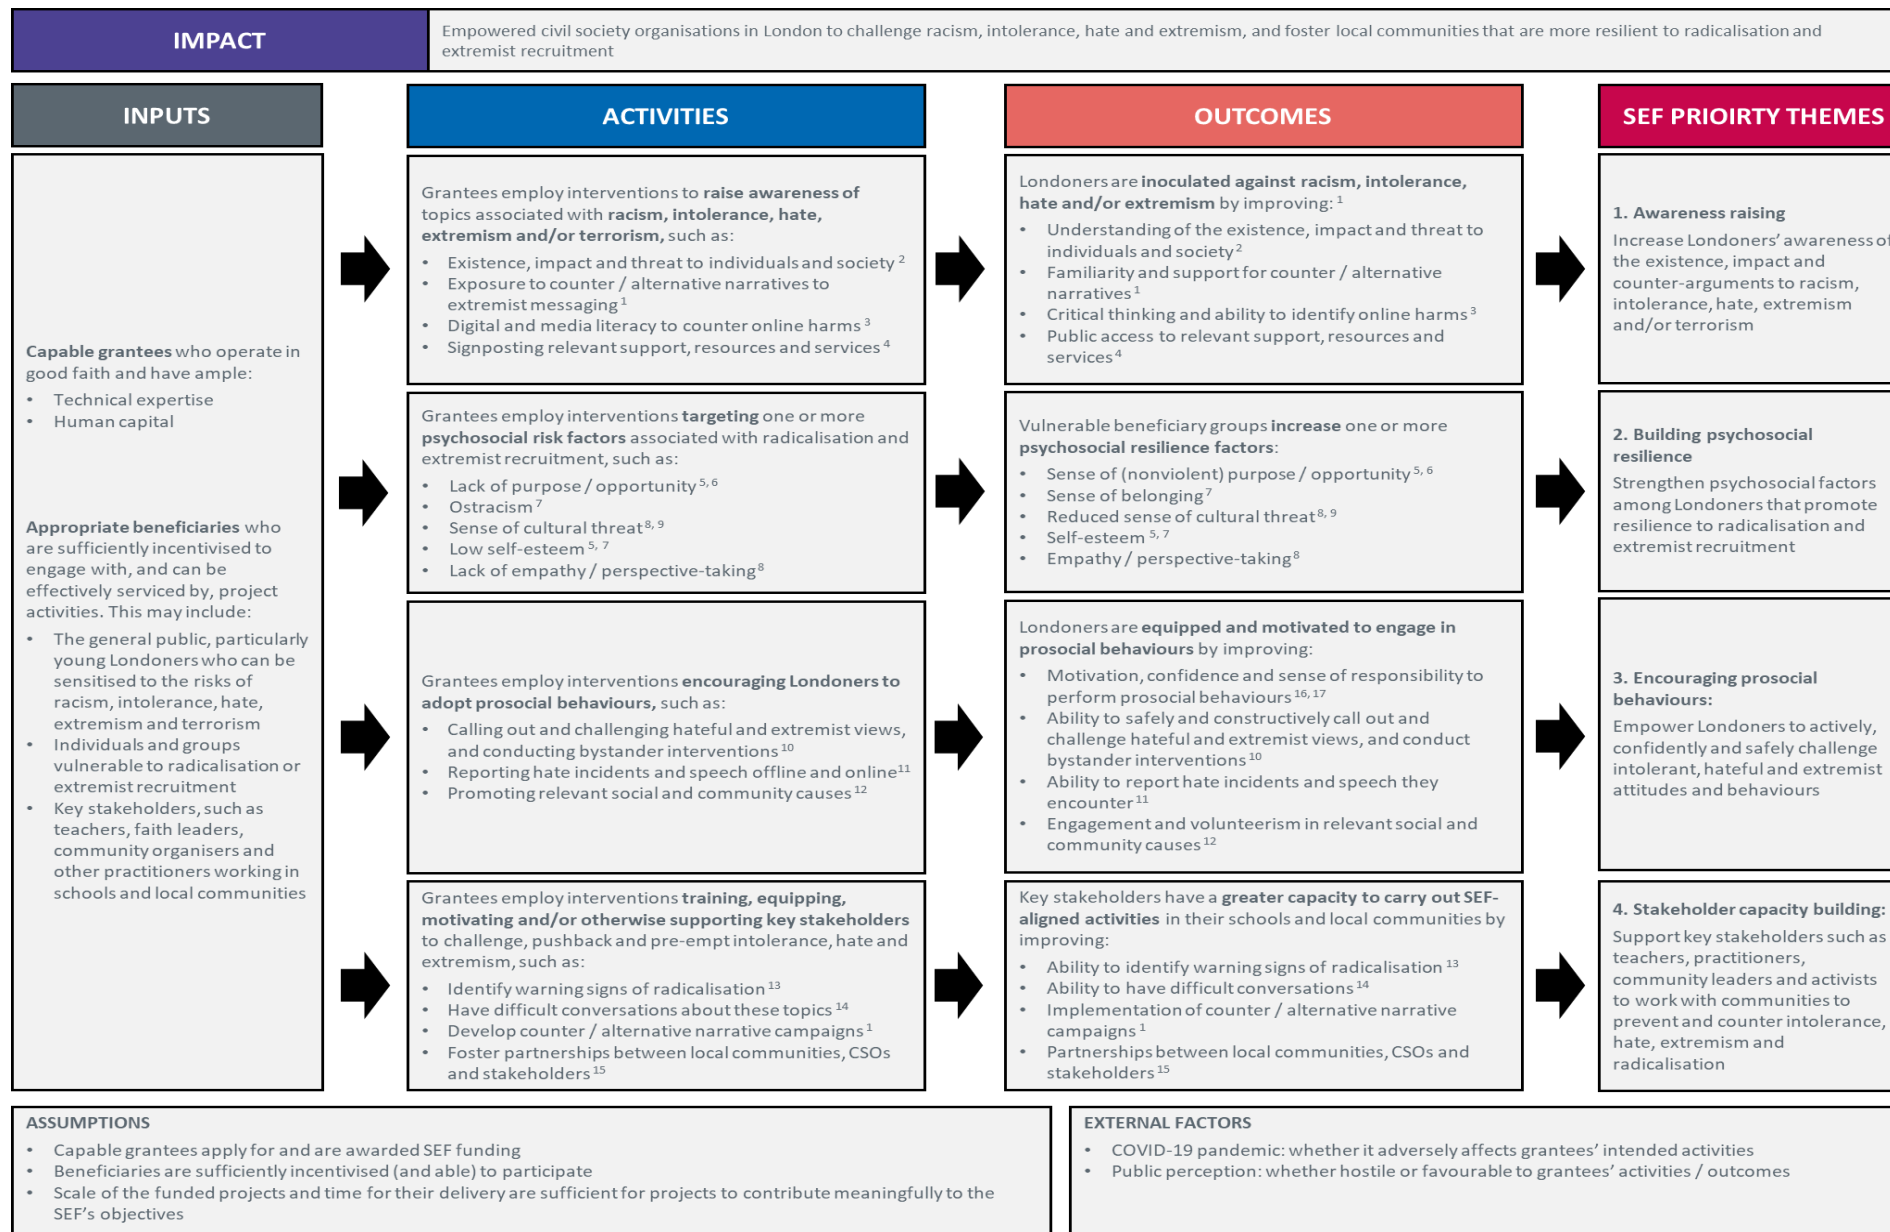 IMPACT
Empowered civil society organisations in London to challenge racism, intolerance, hate and extremism, and foster local communities that are more resilient to radicalisation and
extremist recruitment
INPUTS
ACTIVITIES
OUTCOMES
SEF PRIOIRTY THEMES
Capable grantees who operate in
good faith and have ample:
• Technical expertise
• Human capital
Appropriate beneficiaries who
are sufficiently incentivised to
engage with, and can be
effectively serviced by, project
activities. This may include:
• The general public, particularly
young Londoners who can be
sensitised to the risks of
racism, intolerance, hate,
extremism and terrorism
• Individuals and groups
vulnerable to radicalisation or
extremist recruitment
• Key stakeholders, such as
teachers, faith leaders,
community organisers and
other practitioners working in
schools and local communities
Grantees employ interventions to raise awareness of
topics associated with racism, intolerance, hate,
extremism and/or terrorism, such as:
• Existence, impact and threat to individuals and society 2
• Exposure to counter / alternative narratives to
extremist messaging 1
• Digital and media literacy to counter online harms 3
• Signposting relevant support, resources and services 4
Londoners are inoculated against racism, intolerance,
hate and/or extremism by improving: 1
• Understanding of the existence, impact and threat to
individuals and society 2
• Familiarity and support for counter / alternative
narratives 1
• Critical thinking and ability to identify online harms 3
• Public access to relevant support, resources and
services 4
1. Awareness raising
Increase Londoners' awareness of
the existence, impact and
counter-arguments to racism,
intolerance, hate, extremism
and/or terrorism
Grantees employ interventions targeting one or more
psychosocial risk factors associated with radicalisation and
extremist recruitment, such as:
• Lack of purpose / opportunity 5, 6
• Ostracism 7
• Sense of cultural threat 8, 9
• Low self-esteem 5, 7
• Lack of empathy / perspective-taking 8
Vulnerable beneficiary groups increase one or more
psychosocial resilience factors:
• Sense of (nonviolent) purpose / opportunity 5, 6
• Sense of belonging 7
• Reduced sense of cultural threat 8, 9
• Self-esteem 5, 7
• Empathy / perspective-taking 8
2. Building psychosocial
resilience
Strengthen psychosocial factors
among Londoners that promote
resilience to radicalisation and
extremist recruitment
Grantees employ interventions encouraging Londoners to
adopt prosocial behaviours, such as:
• Calling out and challenging hateful and extremist views,
and conducting bystander interventions 10
• Reporting hate incidents and speech offline and online 11
• Promoting relevant social and community causes 12
Londoners are equipped and motivated to engage in
prosocial behaviours by improving:
• Motivation, confidence and sense of responsibility to
perform prosocial behaviours 16, 17
• Ability to safely and constructively call out and
challenge hateful and extremist views, and conduct
bystander interventions 10
• Ability to report hate incidents and speech they
encounter 11
• Engagement and volunteerism in relevant social and
community causes 12
3. Encouraging prosocial
behaviours:
Empower Londoners to actively,
confidently and safely challenge
intolerant, hateful and extremist
attitudes and behaviours
Grantees employ interventions training, equipping,
motivating and/or otherwise supporting key stakeholders
to challenge, pushback and pre-empt intolerance, hate and
extremism, such as:
• Identify warning signs of radicalisation 13
• Have difficult conversations about these topics 14
• Develop counter / alternative narrative campaigns 1
• Foster partnerships between local communities, CSOs
and stakeholders 15
Key stakeholders have a greater capacity to carry out SEF-
aligned activities in their schools and local communities by
improving:
• Ability to identify warning signs of radicalisation 13
• Ability to have difficult conversations 14
• Implementation of counter / alternative narrative
campaigns 1
• Partnerships between local communities, CSOs and
stakeholders 15
4. Stakeholder capacity building:
Support key stakeholders such as
teachers, practitioners,
community leaders and activists
to work with communities to
prevent and counter intolerance,
hate, extremism and
radicalisation
ASSUMPTIONS
• Capable grantees apply for and are awarded SEF funding
• Beneficiaries are sufficiently incentivised (and able) to participate
• Scale of the funded projects and time for their delivery are sufficient for projects to contribute meaningfully to the
SEF's objectives
EXTERNAL FACTORS
• COVID-19 pandemic: whether it adversely affects grantees' intended activities
• Public perception: whether hostile or favourable to grantees' activities / outcomes